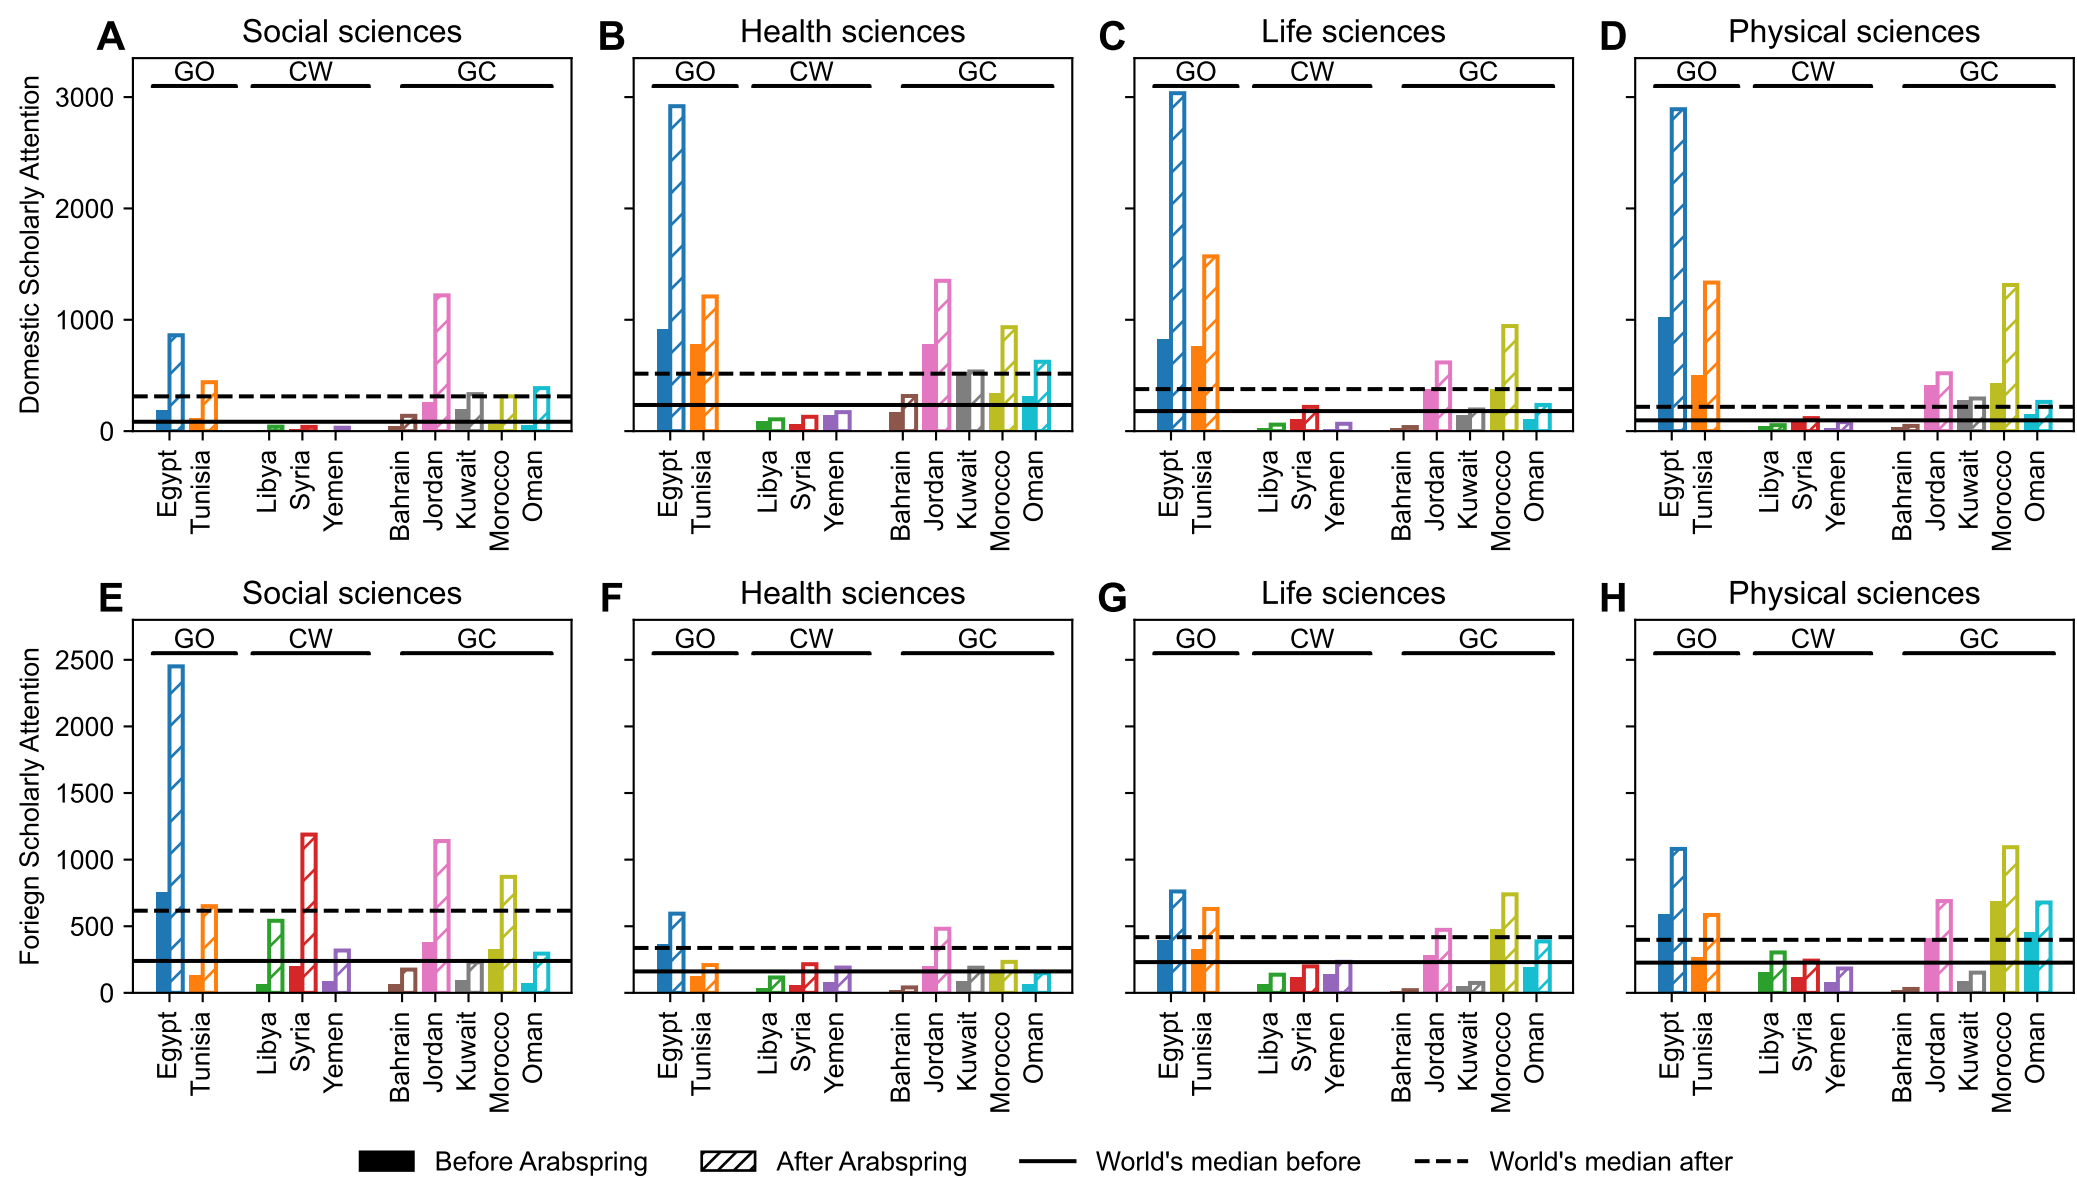 A Social sciences
B Health sciences
C Life sciences
D Physical sciences
GO CW GC
GO CW GC
GO CW GC
GO CW GC
Domestic Scholarly Attention
3000
2000
1000
0
Egypt Tunisia Libya Syria Yemen Bahrain Jordan Kuwait Morocco Oman
Egypt Tunisia Libya Syria Yemen Bahrain Jordan Kuwait Morocco Oman
Egypt Tunisia Libya Syria Yemen Bahrain Jordan Kuwait Morocco Oman
Egypt Tunisia Libya Syria Yemen Bahrain Jordan Kuwait Morocco Oman
E Social sciences
F Health sciences
G Life sciences
H Physical sciences
GO CW GC
GO CW GC
GO CW GC
GO CW GC
Foriegn Scholarly Attention
2500
2000
1500
1000
500
0
Egypt Tunisia Libya Syria Yemen Bahrain Jordan Kuwait Morocco Oman
Egypt Tunisia Libya Syria Yemen Bahrain Jordan Kuwait Morocco Oman
Egypt Tunisia Libya Syria Yemen Bahrain Jordan Kuwait Morocco Oman
Egypt Tunisia Libya Syria Yemen Bahrain Jordan Kuwait Morocco Oman
Before Arabspring After Arabspring World's median before World's median after